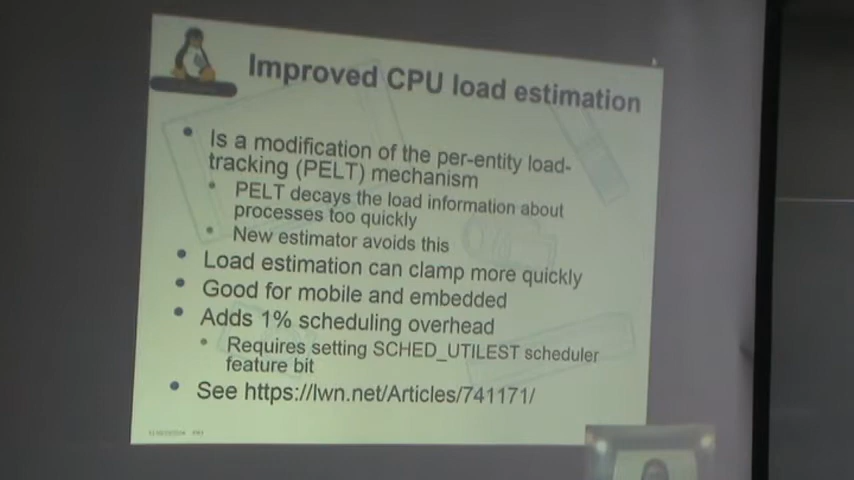 Improved CPU load estimation
• Is a modification of the per-entity load-
tracking (PELT) mechanism
• PELT decays the load information about
processes too quickly
• New estimator avoids this
• Load estimation can clamp more quickly
• Good for mobile and embedded
• Adds 1% scheduling overhead
• Requires setting SCHED_UTILEST scheduler
feature bit
• See https://lwn.net/Articles/741171/